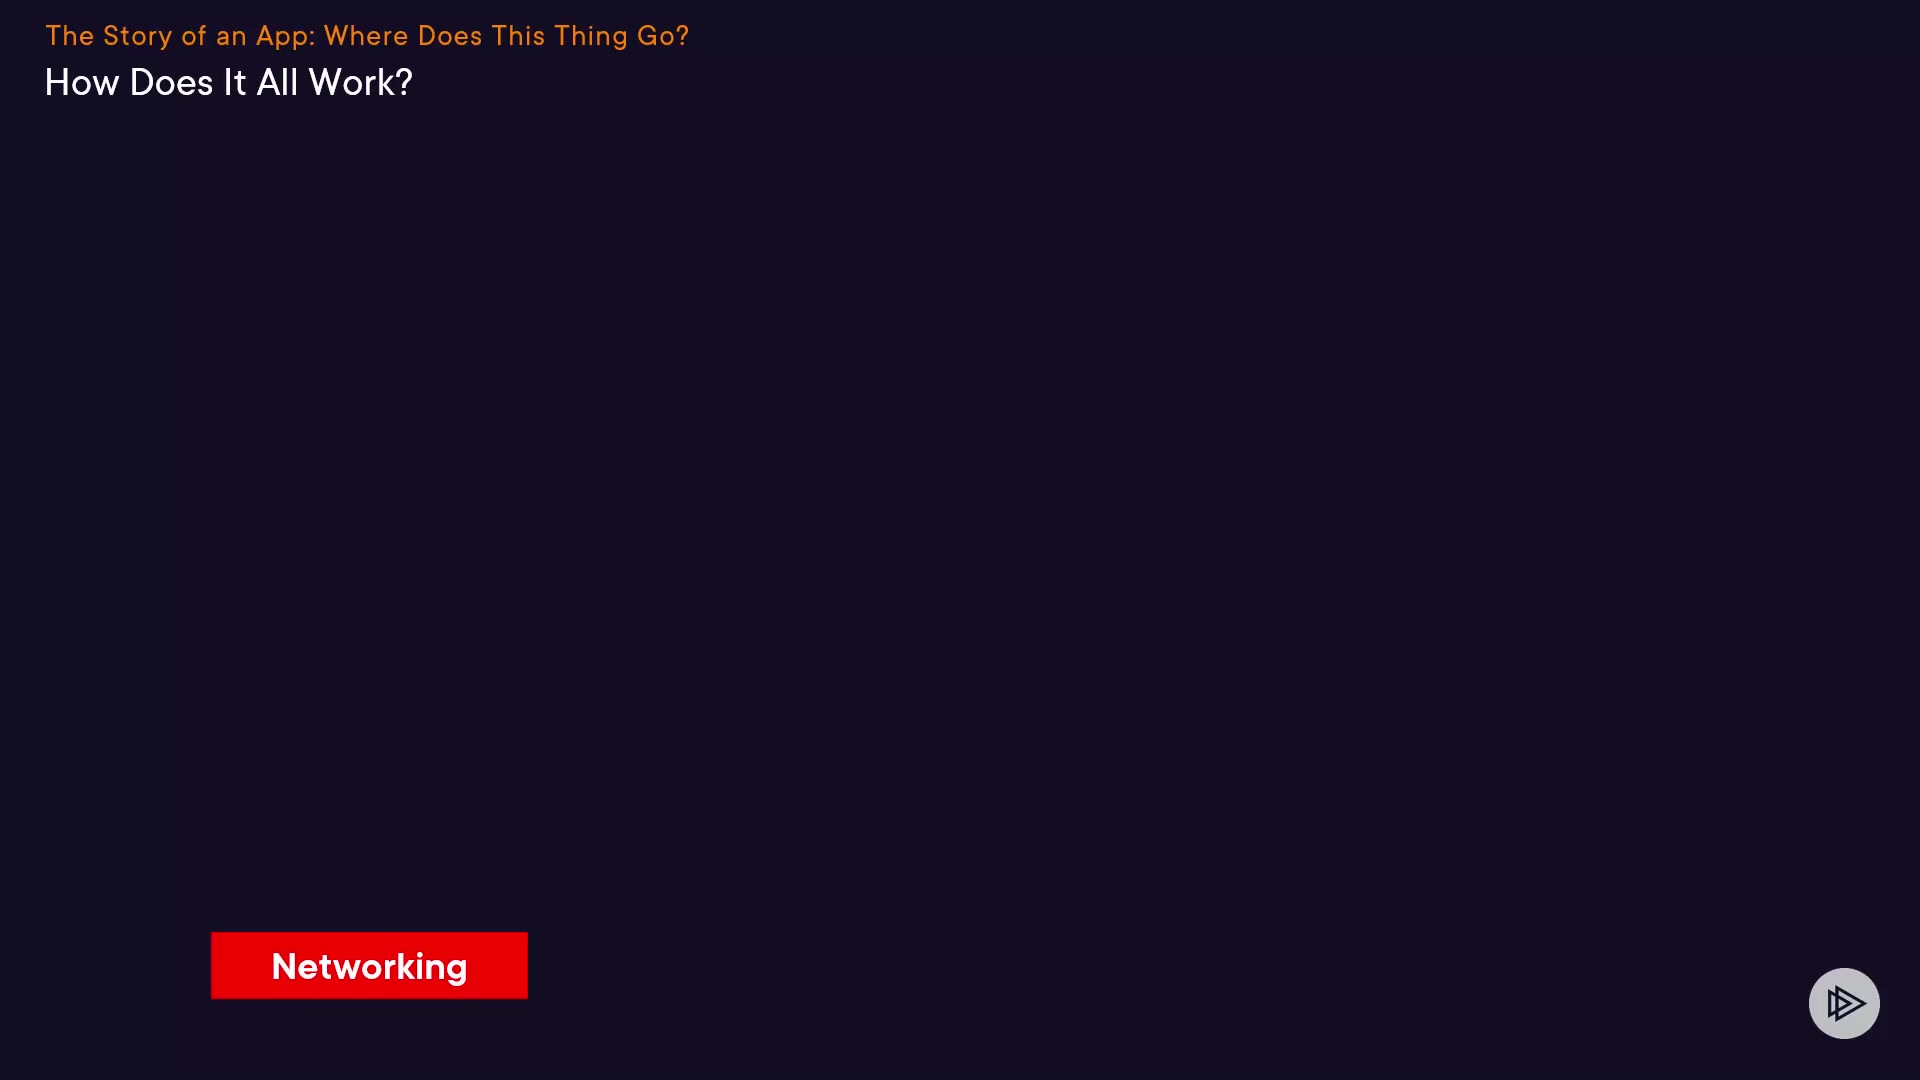 The Story of an App: Where Does This Thing Go?
How Does It All Work?
Networking